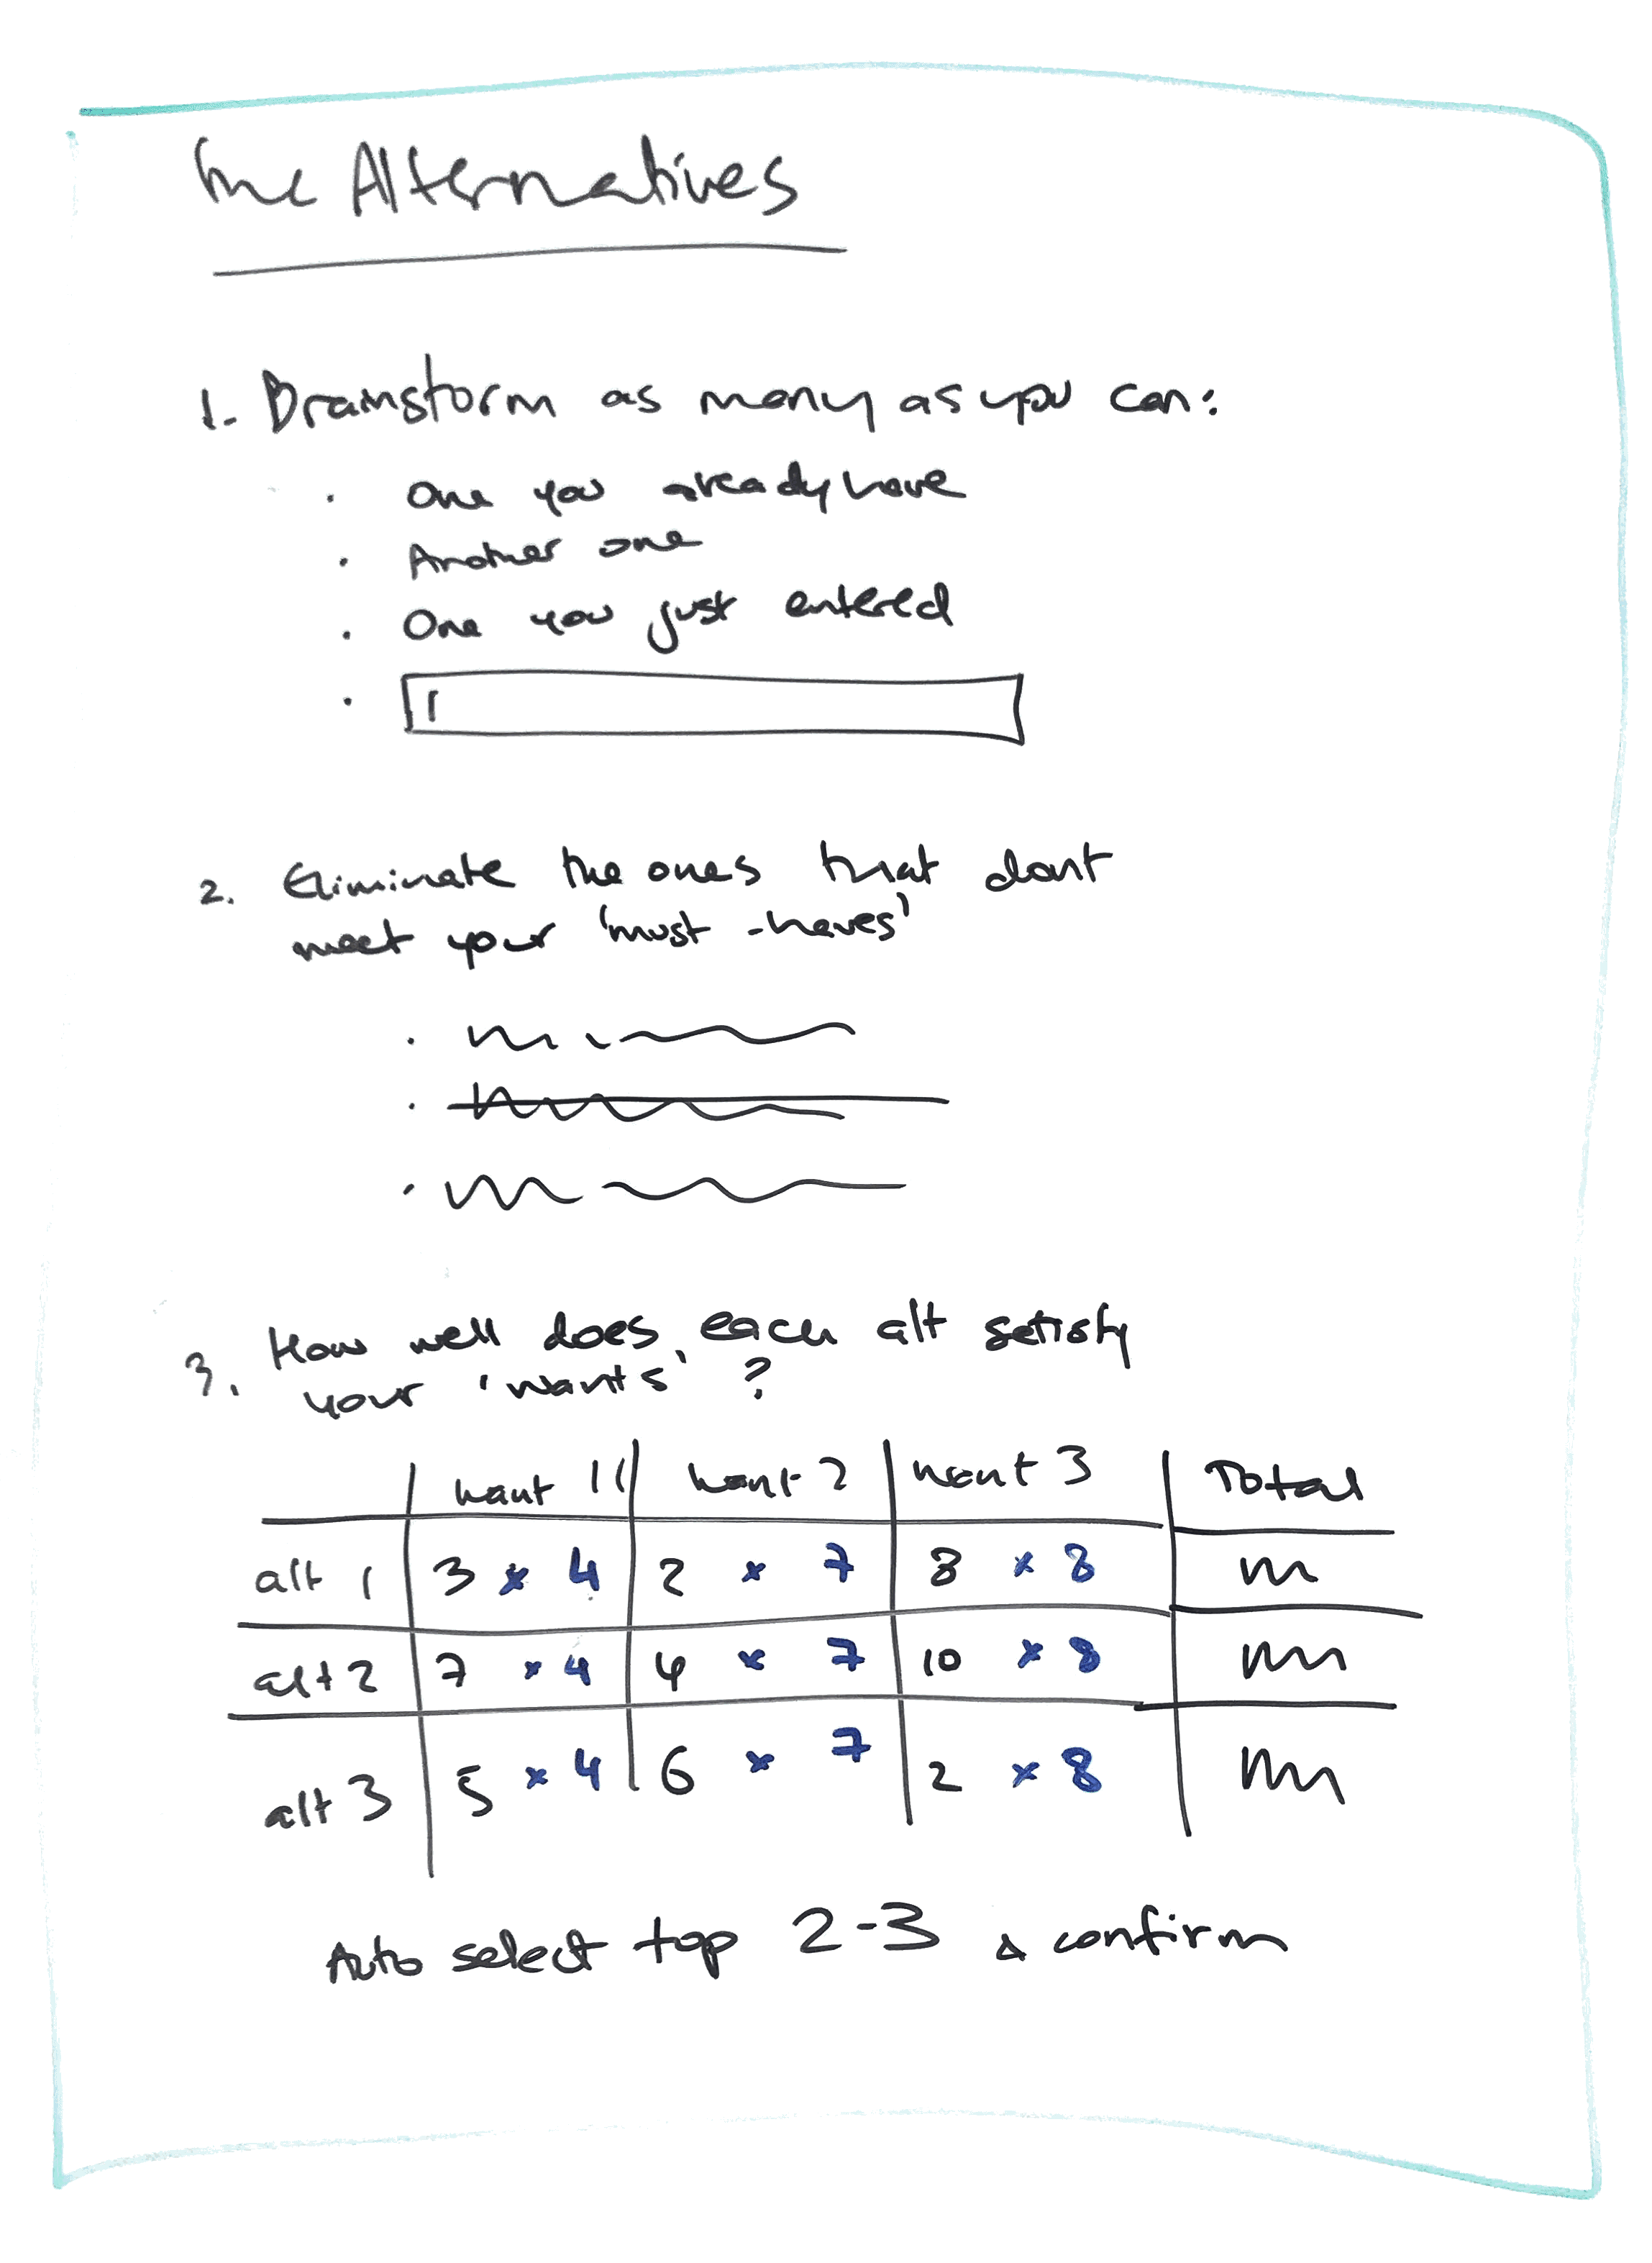 The Alternatives
1. Brainstorm as many as you can:
· One you already have
· Another one
· One you just entered
2. Eliminate the ones that dont
meet your 'must-haves'
3. How well does each alt satisfy
your 'wants'?
want 1 want 2 want 3 Total
alt 1 3 x 4 2 x 7 8 x 8
alt 2 7 x 4 4 x 7 10 x 8
alt 3 5 x 4 6 x 7 2 x 8
Auto select top 2-3 & confirm